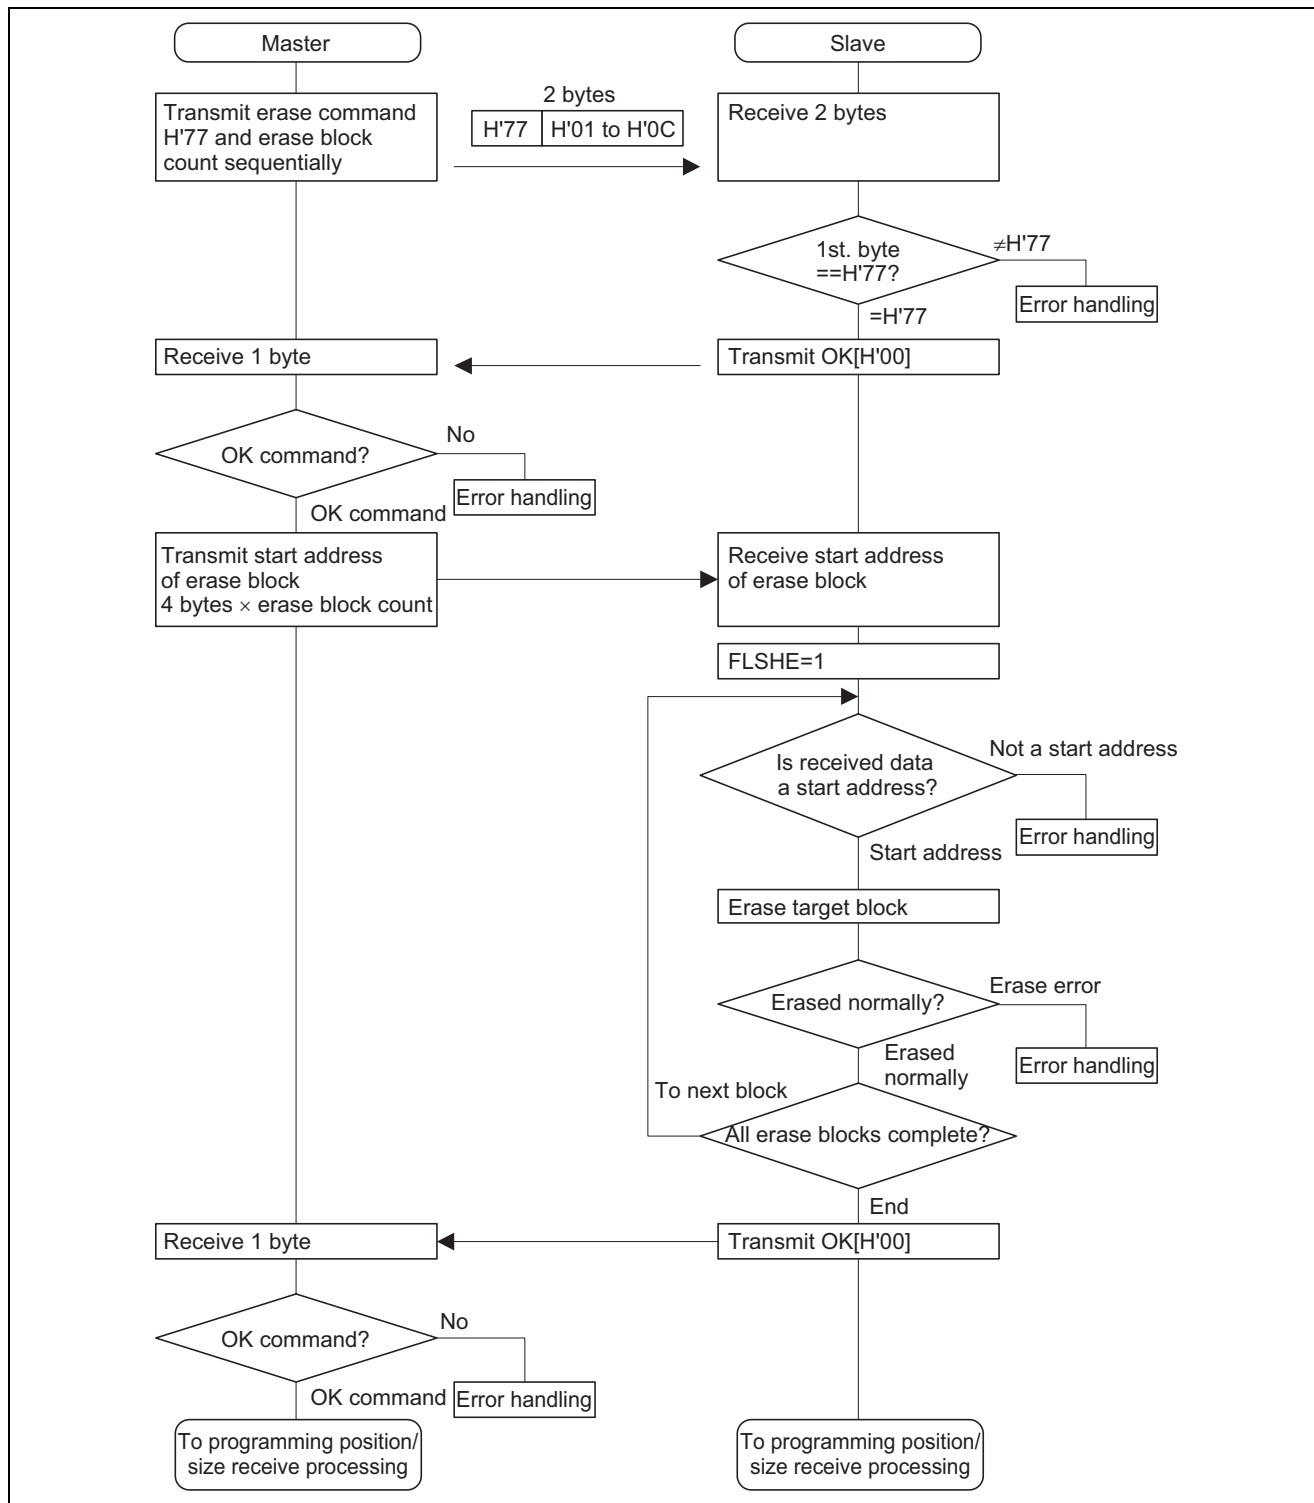 Master
Slave
Transmit erase command
H'77 and erase block
count sequentially
2 bytes
H'77
H'01 to H'0C
Receive 2 bytes
1st. byte
==H'77?
≠H'77
Error handling
=H'77
Receive 1 byte
Transmit OK[H'00]
OK command?
No
Error handling
OK command
Transmit start address
of erase block
4 bytes × erase block count
Receive start address
of erase block
FLSHE=1
Is received data
a start address?
Not a start address
Error handling
Start address
Erase target block
Erased normally?
Erase error
Error handling
Erased
normally
To next block
All erase blocks complete?
End
Receive 1 byte
Transmit OK[H'00]
OK command?
No
Error handling
OK command
To programming position/
size receive processing
To programming position/
size receive processing